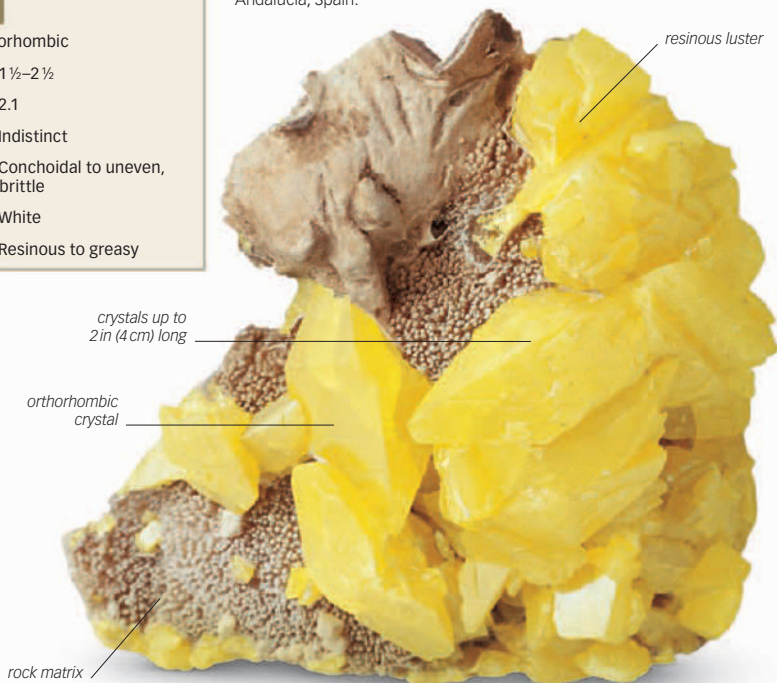 Andalucía, Spain.
orhombic
1 ½–2 ½
2.1
Indistinct
Conchoidal to uneven,
brittle
White
Resinous to greasy
resinous luster
crystals up to
2 in (4 cm) long
orthorhombic
crystal
rock matrix